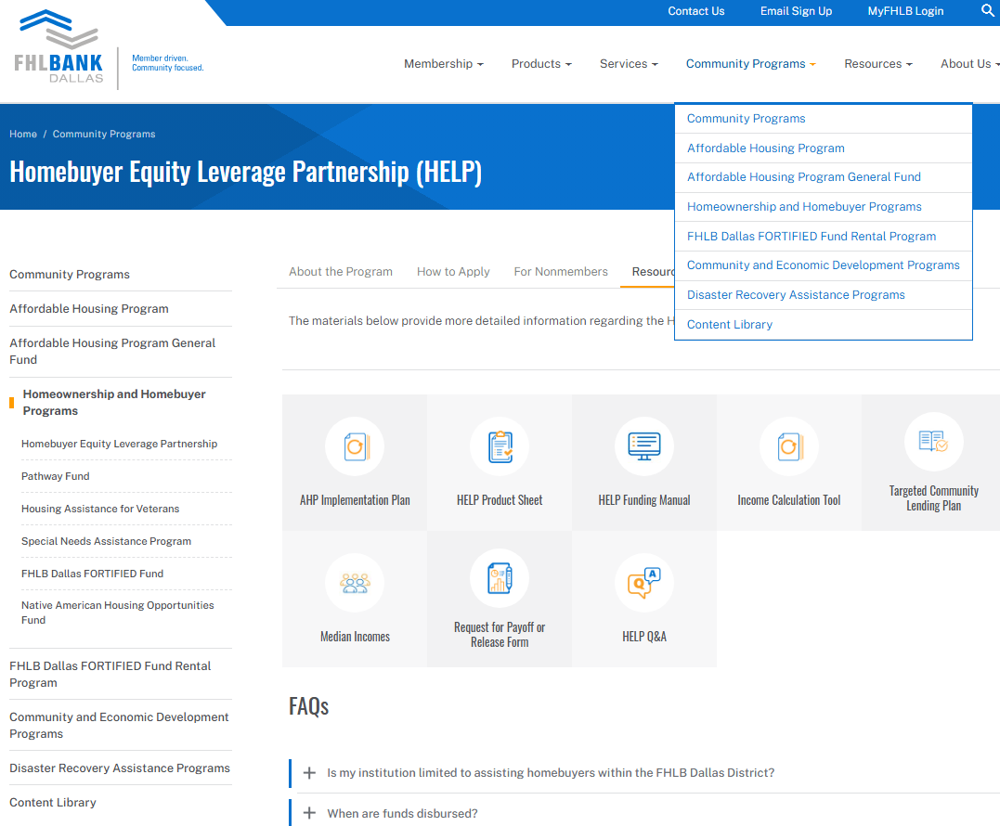 Contact Us
Email Sign Up
MyFHLB Login
FHLBANK
DALLAS
Member driven.
Community focused.
Membership
Products
Services
Community Programs
Resources
About Us
Community Programs
Affordable Housing Program
Affordable Housing Program General Fund
Homeownership and Homebuyer Programs
FHLB Dallas FORTIFIED Fund Rental Program
Community and Economic Development Programs
Disaster Recovery Assistance Programs
Content Library
Home / Community Programs
Homebuyer Equity Leverage Partnership (HELP)
Community Programs
Affordable Housing Program
Affordable Housing Program General
Fund
Homeownership and Homebuyer
Programs
Homebuyer Equity Leverage Partnership
Pathway Fund
Housing Assistance for Veterans
Special Needs Assistance Program
FHLB Dallas FORTIFIED Fund
Native American Housing Opportunities
Fund
FHLB Dallas FORTIFIED Fund Rental
Program
Community and Economic Development
Programs
Disaster Recovery Assistance Programs
Content Library
About the Program
How to Apply
For Nonmembers
Resour
The materials below provide more detailed information regarding the H
AHP Implementation Plan
HELP Product Sheet
HELP Funding Manual
Income Calculation Tool
Targeted Community
Lending Plan
Median Incomes
Request for Payoff or
Release Form
Q A
HELP Q&A
FAQs
Is my institution limited to assisting homebuyers within the FHLB Dallas District?
When are funds disbursed?